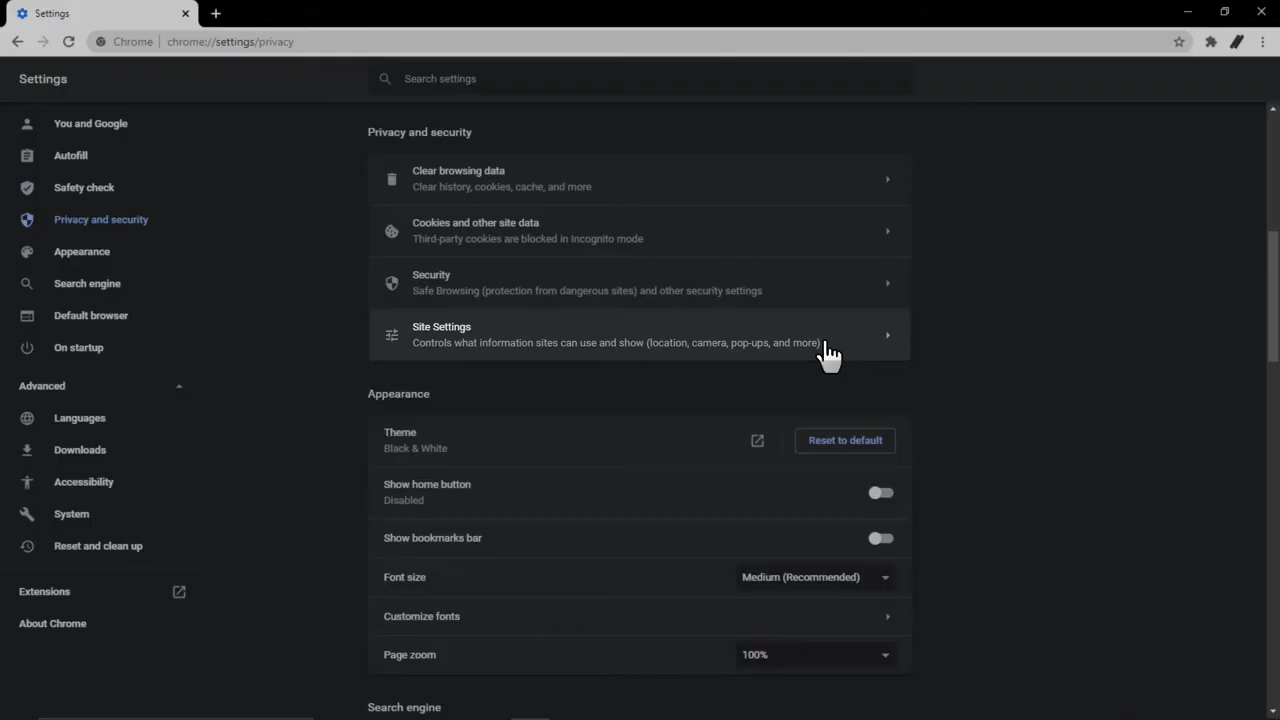 Settings
Chrome
chrome://settings/privacy
Settings
Search settings
You and Google
Autofill
Safety check
Privacy and security
Appearance
Search engine
Default browser
On startup
Advanced
Languages
Downloads
Accessibility
System
Reset and clean up
Extensions
About Chrome
Privacy and security
Clear browsing data
Clear history, cookies, cache, and more
Cookies and other site data
Third-party cookies are blocked in Incognito mode
Security
Safe Browsing (protection from dangerous sites) and other security settings
Site Settings
Controls what information sites can use and show (location, camera, pop-ups, and more)
Appearance
Theme
Black & White
Reset to default
Show home button
Disabled
Show bookmarks bar
Font size
Medium (Recommended)
Customize fonts
Page zoom
100%
Search engine